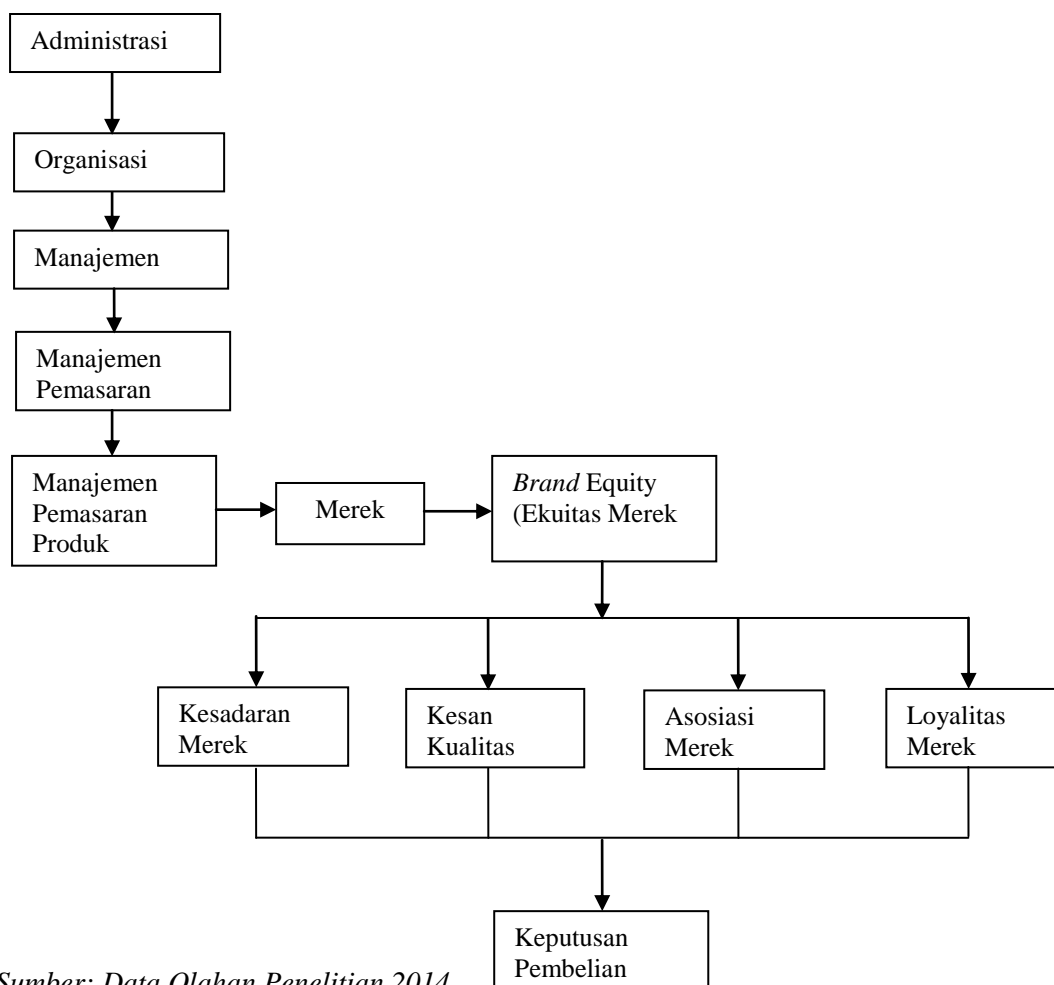 Administrasi
Organisasi
Manajemen
Manajemen
Pemasaran
Manajemen
Pemasaran
Produk
Merek
Brand Equity
(Ekuitas Merek
Kesadaran
Merek
Kesan
Kualitas
Asosiasi
Merek
Loyalitas
Merek
Keputusan
Pembelian
Sumber: Data Olahan Penelitian 2014